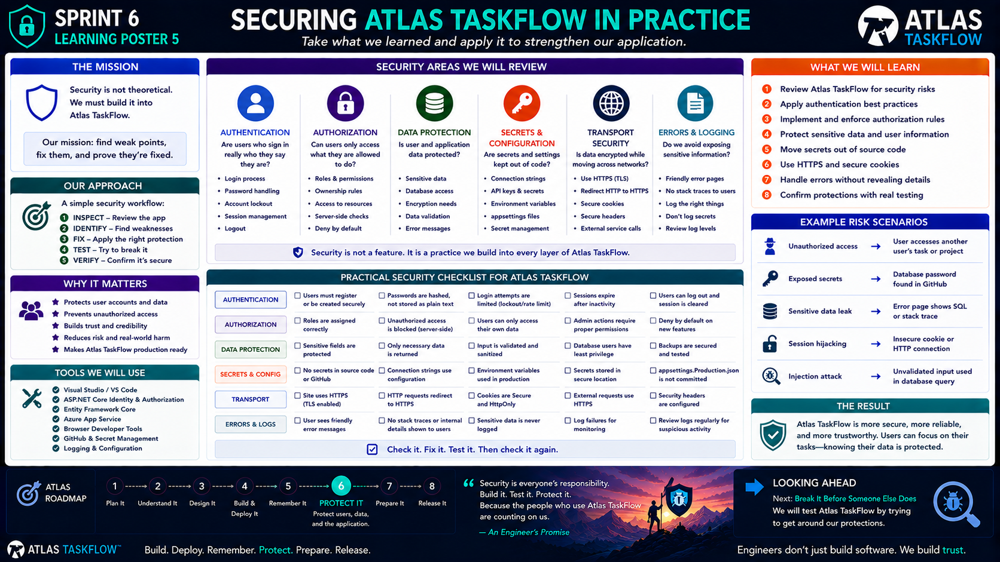 SPRINT 6
LEARNING POSTER 5
SECURING ATLAS TASKFLOW IN PRACTICE
Take what we learned and apply it to strengthen our application.
ATLAS
TASKFLOW
THE MISSION
Security is not theoretical.
We must build it into
Atlas TaskFlow.
Our mission: find weak points,
fix them, and prove they're fixed.
OUR APPROACH
A simple security workflow:
1 INSPECT – Review the app
2 IDENTIFY – Find weaknesses
3 FIX – Apply the right protection
4 TEST – Try to break it
5 VERIFY – Confirm it's secure
WHY IT MATTERS
Protects user accounts and data
Prevents unauthorized access
Builds trust and credibility
Reduces risk and real-world harm
Makes Atlas TaskFlow production ready
TOOLS WE WILL USE
Visual Studio / VS Code
ASP.NET Core Identity & Authorization
Entity Framework Core
Azure App Service
Browser Developer Tools
GitHub & Secret Management
Logging & Configuration
SECURITY AREAS WE WILL REVIEW
AUTHENTICATION
Are users who sign in
really who they say
they are?
• Login process
• Password handling
• Account lockout
• Session management
• Logout
AUTHORIZATION
Can users only access
what they are allowed
to do?
• Roles & permissions
• Ownership rules
• Access to resources
• Server-side checks
• Deny by default
DATA PROTECTION
Is user and application
data protected?
• Sensitive data
• Database access
• Encryption needs
• Data validation
• Error messages
SECRETS &
CONFIGURATION
Are secrets and settings
kept out of code?
• Connection strings
• API keys & secrets
• Environment variables
• appsettings files
• Secret management
TRANSPORT
SECURITY
Is data encrypted while
moving across networks?
• Use HTTPS (TLS)
• Redirect HTTP to HTTPS
• Secure cookies
• Secure headers
• External service calls
ERRORS & LOGGING
Do we avoid exposing
sensitive information?
• Friendly error pages
• No stack traces to users
• Log the right things
• Don't log secrets
• Review log levels
Security is not a feature. It is a practice we build into every layer of Atlas TaskFlow.
PRACTICAL SECURITY CHECKLIST FOR ATLAS TASKFLOW
AUTHENTICATION
Users must register
or be created securely
Passwords are hashed,
not stored as plain text
Login attempts are
limited (lockout/rate limit)
Sessions expire
after inactivity
Users can log out and
session is cleared
AUTHORIZATION
Roles are assigned
correctly
Unauthorized access
is blocked (server-side)
Users can only access
their own data
Admin actions require
proper permissions
Deny by default on
new features
DATA PROTECTION
Sensitive fields are
protected
Only necessary data
is returned
Input is validated and
sanitized
Database users have
least privilege
Backups are secured
and tested
SECRETS & CONFIG
No secrets in source code
or GitHub
Connection strings use
configuration
Environment variables
used in production
Secrets stored in
secure location
appsettings.Production.json
is not committed
TRANSPORT
Site uses HTTPS
(TLS enabled)
HTTP requests redirect
to HTTPS
Cookies are Secure
and HttpOnly
External requests use
HTTPS
Security headers
are configured
ERRORS & LOGS
User sees friendly
error messages
No stack traces or internal
details shown to users
Sensitive data is never
logged
Log failures for
monitoring
Review logs regularly for
suspicious activity
Check it. Fix it. Test it. Then check it again.
WHAT WE WILL LEARN
1 Review Atlas TaskFlow for security risks
2 Apply authentication best practices
3 Implement and enforce authorization rules
4 Protect sensitive data and user information
5 Move secrets out of source code
6 Use HTTPS and secure cookies
7 Handle errors without revealing details
8 Confirm protections with real testing
EXAMPLE RISK SCENARIOS
Unauthorized access → User accesses another
user's task or project
Exposed secrets → Database password
found in GitHub
Sensitive data leak → Error page shows SQL
or stack trace
Session hijacking → Insecure cookie or
HTTP connection
Injection attack → Unvalidated input used
in database query
THE RESULT
Atlas TaskFlow is more secure, more reliable,
and more trustworthy. Users can focus on their
tasks—knowing their data is protected.
ATLAS
ROADMAP
1 Plan It
2 Understand It
3 Design It
4 Build &
Deploy It
5 Remember It
6 PROTECT IT
Protect users, data,
and the application.
7 Prepare It
8 Release It
“ Security is everyone's responsibility.
Build it. Test it. Protect it.
Because the people who use Atlas TaskFlow
are counting on us.
— An Engineer's Promise
LOOKING AHEAD
Next: Break It Before Someone Else Does
We will test Atlas TaskFlow by trying
to get around our protections.
ATLAS TASKFLOW™
Build. Deploy. Remember. Protect. Prepare. Release.
Engineers don't just build software. We build trust.